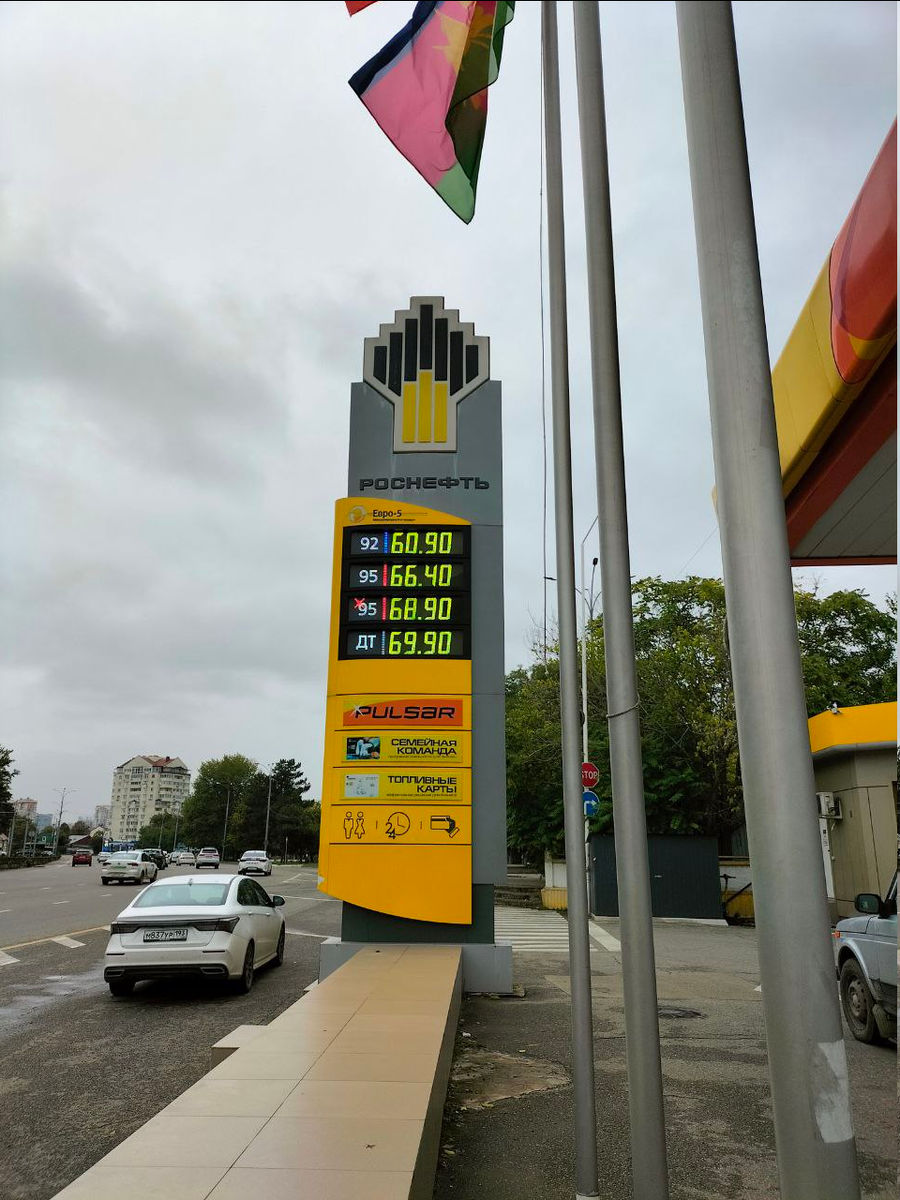 РОСНЕФТЬ
Евро-5
92 60.90
95 66.40
95 68.90
ДТ 69.90
PULSAR
СЕМЕЙНАЯ
КОМАНДА
ТОПЛИВНЫЕ
КАРТЫ
24
STOP
М837УР 193